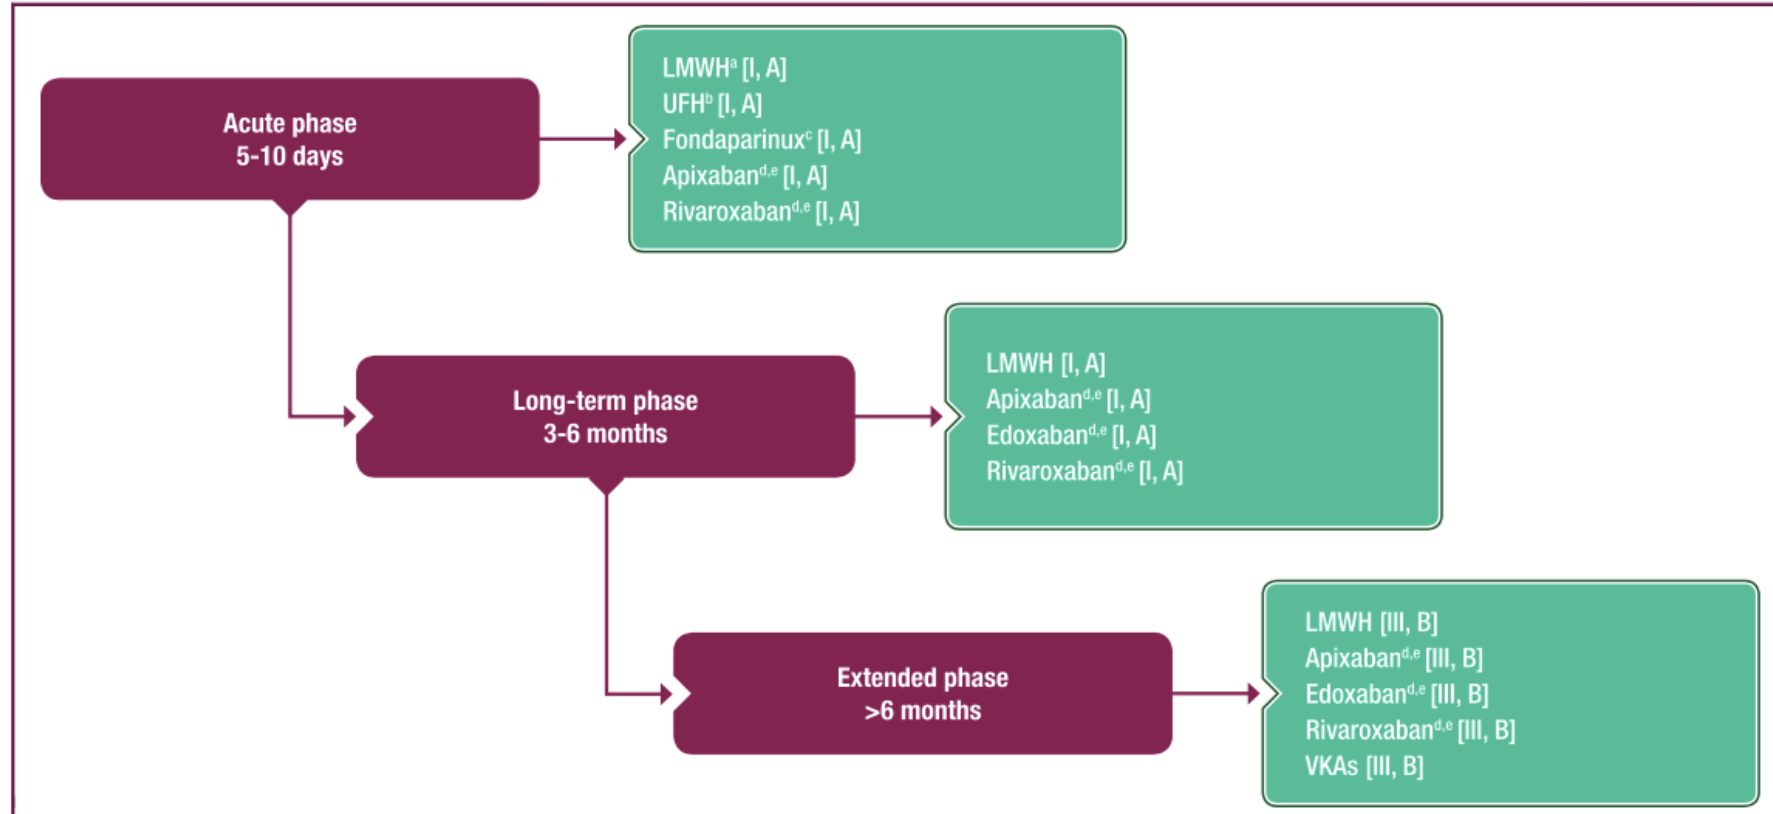 Acute phase
5-10 days
LMWHᵃ [I, A]
UFHᵇ [I, A]
Fondaparinuxᶜ [I, A]
Apixabanᵈ,ᵉ [I, A]
Rivaroxabanᵈ,ᵉ [I, A]
Long-term phase
3-6 months
LMWH [I, A]
Apixabanᵈ,ᵉ [I, A]
Edoxabanᵈ,ᵉ [I, A]
Rivaroxabanᵈ,ᵉ [I, A]
Extended phase
>6 months
LMWH [III, B]
Apixabanᵈ,ᵉ [III, B]
Edoxabanᵈ,ᵉ [III, B]
Rivaroxabanᵈ,ᵉ [III, B]
VKAs [III, B]